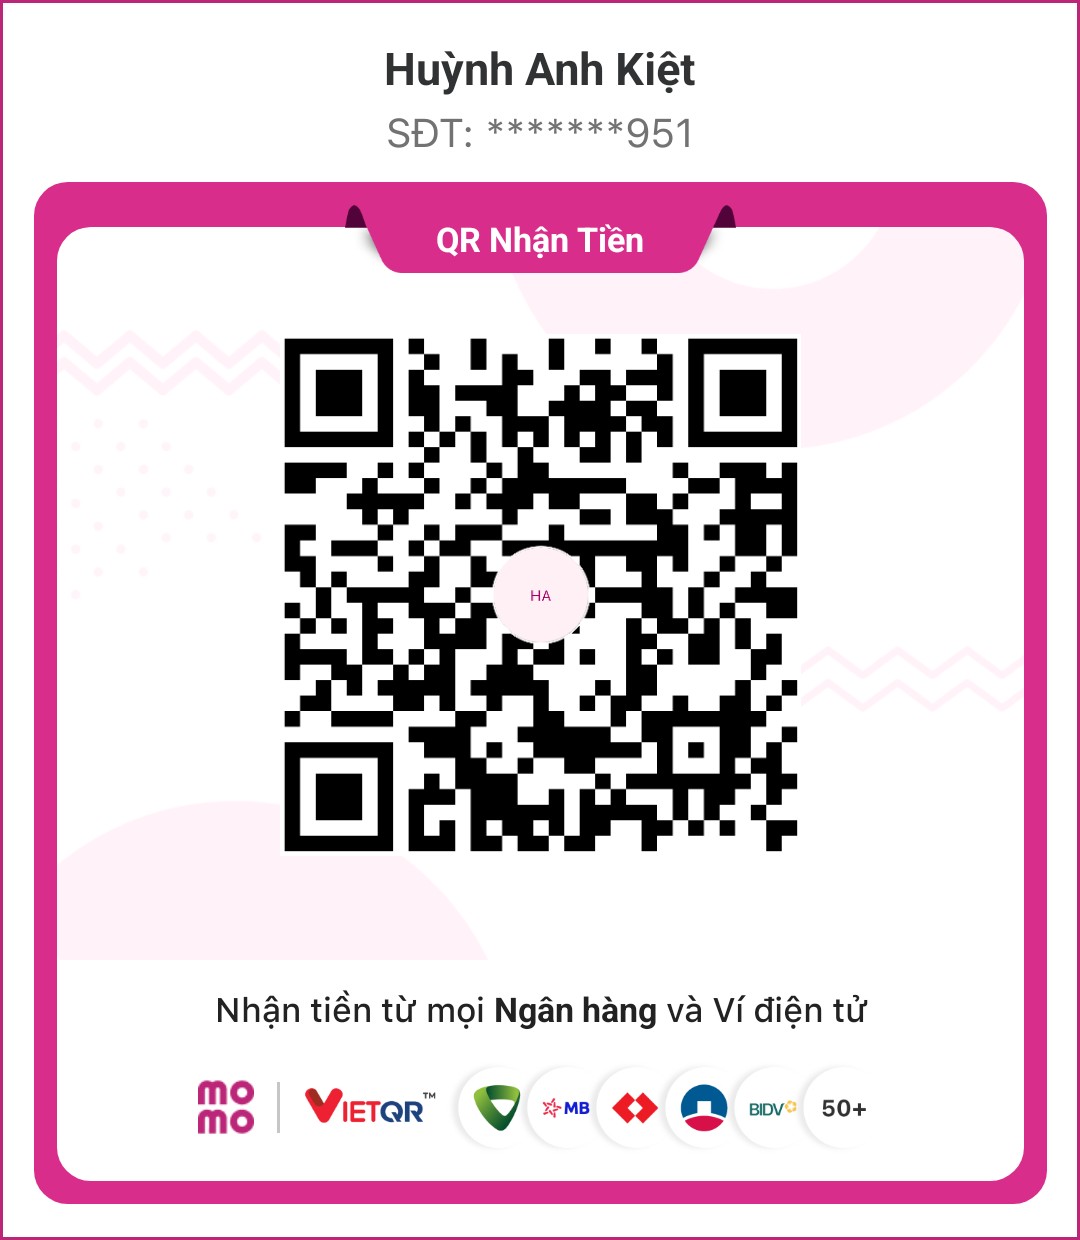 Huỳnh Anh Kiệt
SĐT: *******951
QR Nhận Tiền
HA
Nhận tiền từ mọi Ngân hàng và Ví điện tử
mo
mo
VIETQR™
MB
BIDV
50+